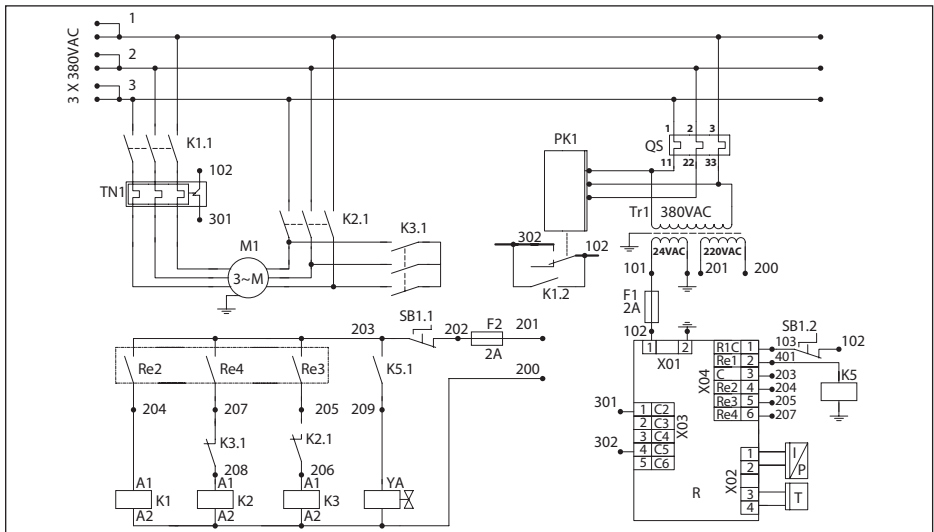 3 X 380VAC
1
2
3
K1.1
102
TN1
301
M1
3~M
K2.1
K3.1
PK1
302
102
K1.2
QS
1 2 3
11 22 33
Tr1 380VAC
24VAC
220VAC
101
201
200
F1
2A
102
203
SB1.1
202
F2
2A
201
200
Re2
Re4
Re3
K5.1
204
207
205
209
K3.1
K2.1
208
206
A1
K1
A2
A1
K2
A2
A1
K3
A2
YA
1 2
X01
X04
R1C 1
Re1 2
C 3
Re2 4
Re3 5
Re4 6
103
SB1.2
102
401
K5
203
204
205
207
301
302
1 C2
2 C3
3 C4
4 C5
5 C6
X03
R
X02
1
2
3
4
I/P
T